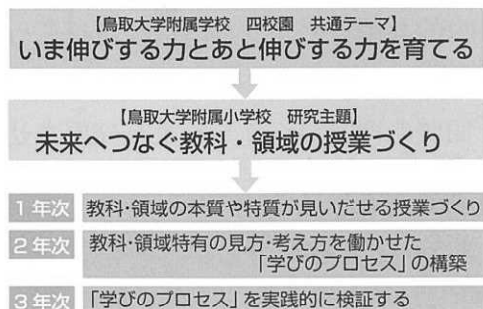 【鳥取大学附属学校 四校園 共通テーマ】
いま伸びする力とあと伸びする力を育てる
【鳥取大学附属小学校 研究主題】
未来へつなぐ教科・領域の授業づくり
1年次 教科・領域の本質や特質が見いだせる授業づくり
2年次 教科・領域特有の見方・考え方を働かせた
「学びのプロセス」の構築
3年次 「学びのプロセス」を実践的に検証する